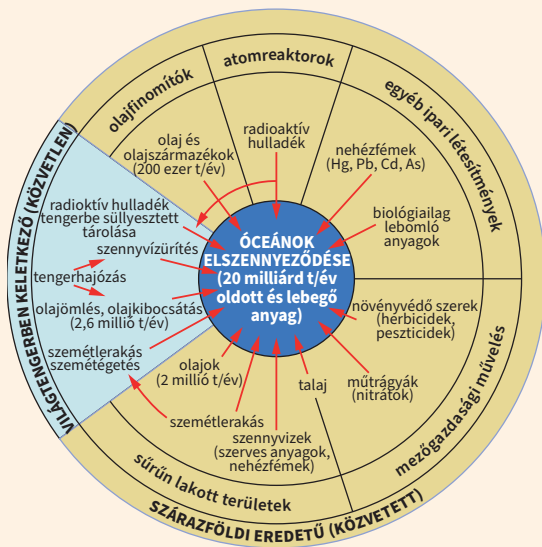 olajfinomítók
atomreaktorok
egyéb ipari létesítmények
mezőgazdasági művelés
sűrűn lakott területek
SZÁRAZFÖLDI EREDETŰ (KÖZVETETT)
VILÁGTENGERBEN KELETKEZŐ (KÖZVETLEN)
olaj és
olajszármazékok
(200 ezer t/év)
radioaktív
hulladék
nehézfémek
(Hg, Pb, Cd, As)
biológiailag
lebomló
anyagok
növényvédő szerek
(herbicidek,
peszticidek)
műtrágyák
(nitrátok)
talaj
szennyvizek
(szerves anyagok,
nehézfémek)
szemétlerakás
olajok
(2 millió t/év)
radioaktív hulladék
tengerbe süllyesztett
tárolása
szennyvízürítés
tengerhajózás
olajömlés, olajkibocsátás
(2,6 millió t/év)
szemétlerakás
szemétégetés
ÓCEÁNOK
ELSZENNYEZŐDÉSE
(20 milliárd t/év
oldott és lebegő
anyag)